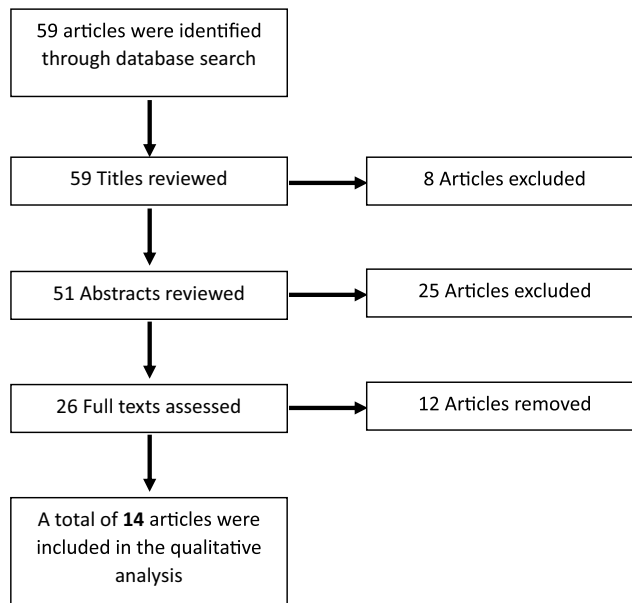 59 articles were identified
through database search
59 Titles reviewed
8 Articles excluded
51 Abstracts reviewed
25 Articles excluded
26 Full texts assessed
12 Articles removed
A total of 14 articles were
included in the qualitative
analysis